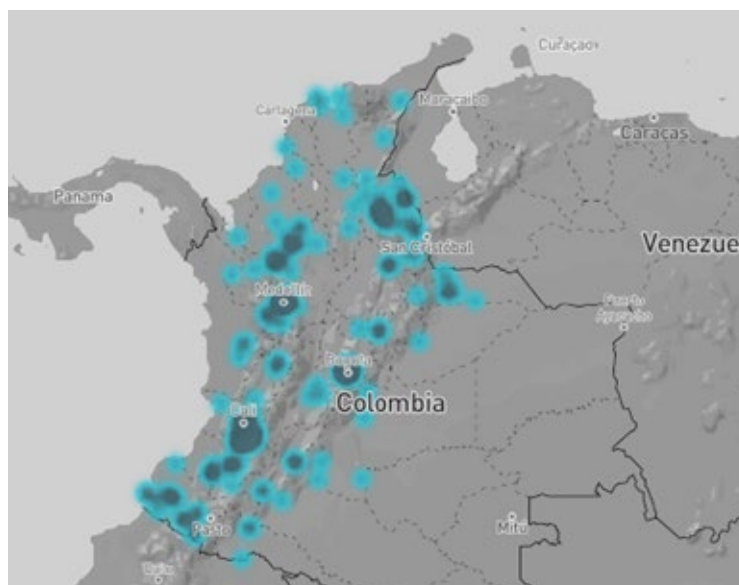 Curaçao
Cartagena
Maracaibo
Caracas
Panama
San Cristóbal
Venezue
Medellín
Puerto
Ayacucho
Bogota
Colombia
Cali
Pasto
Mitú